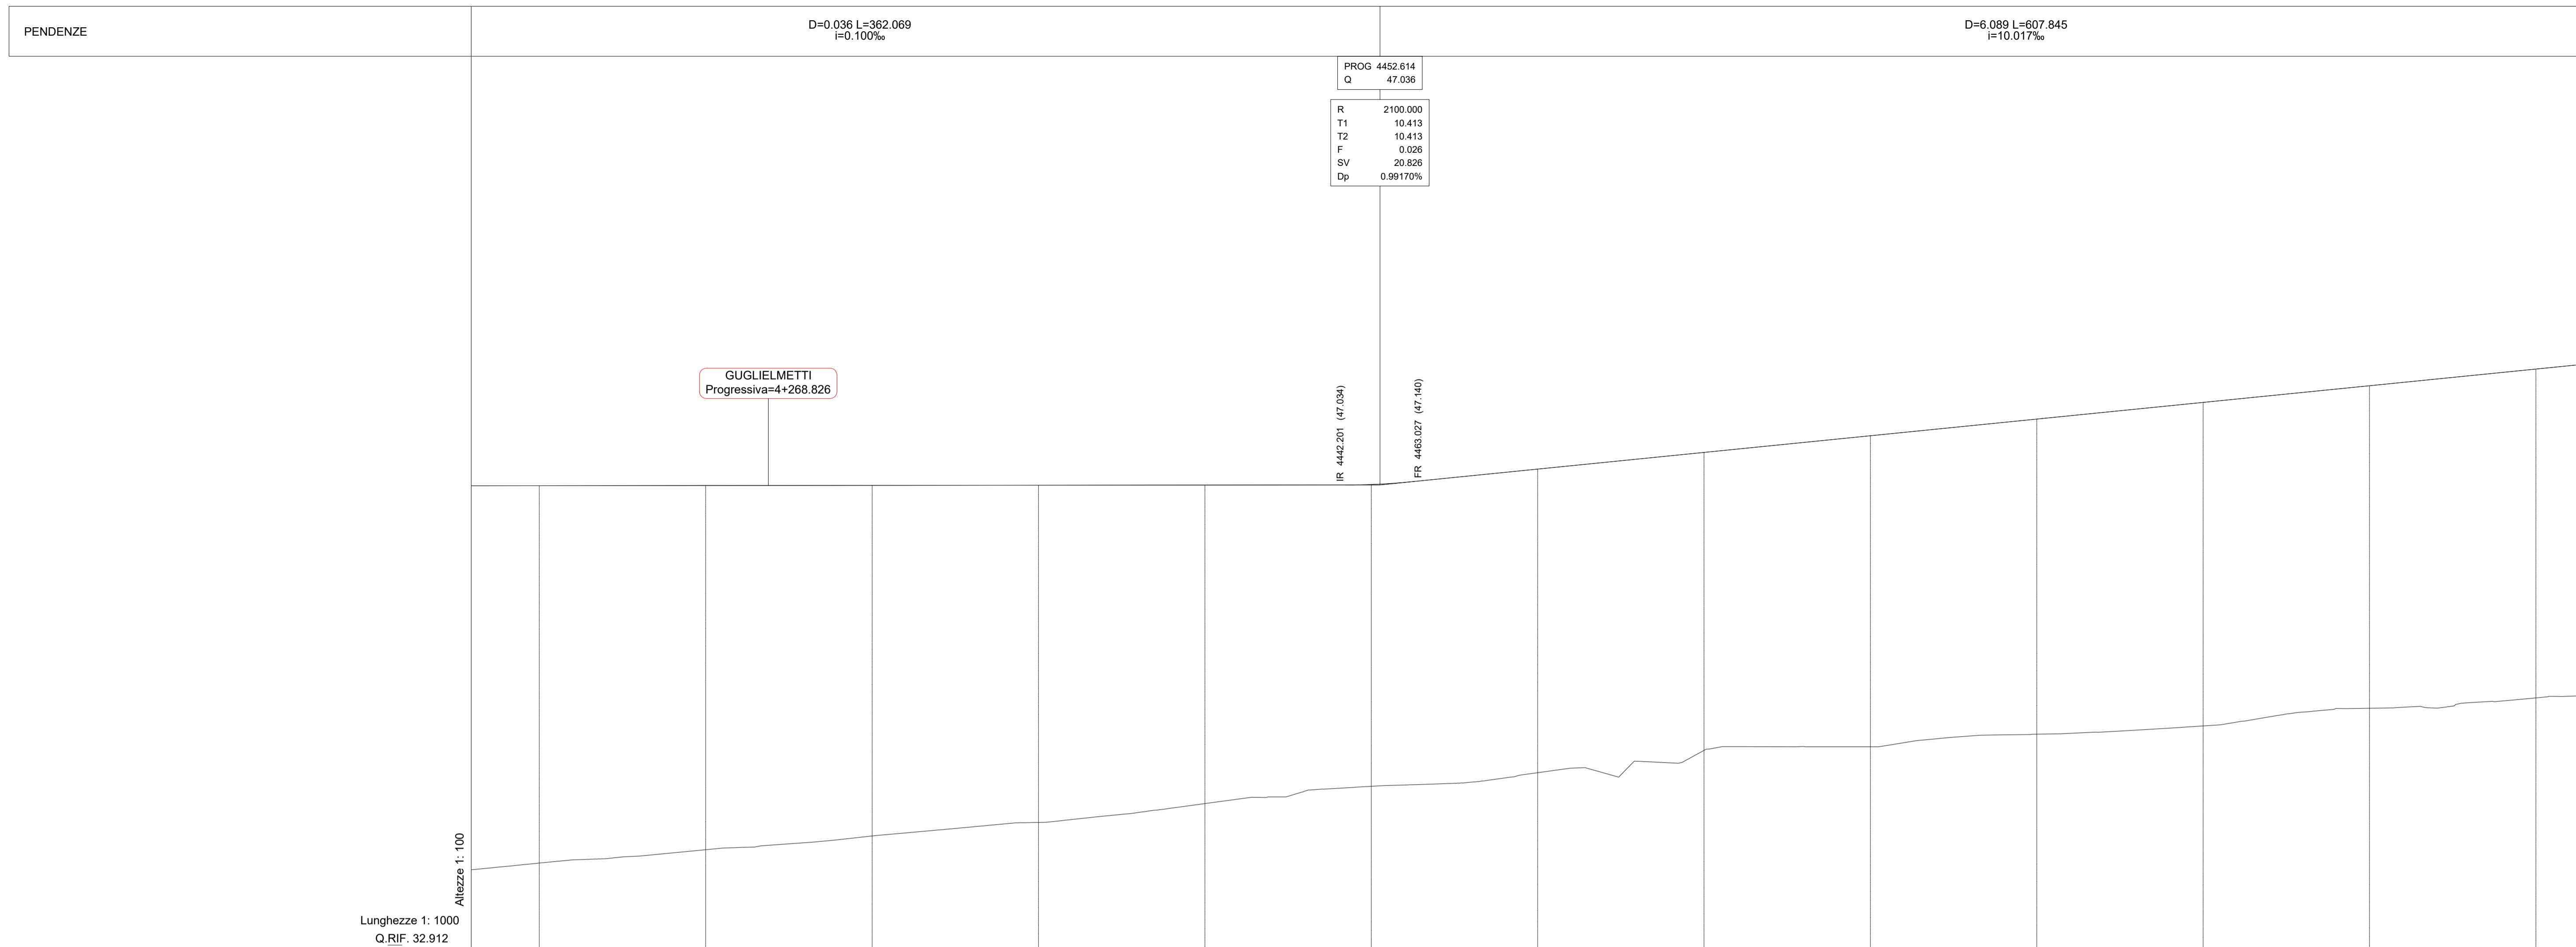 PENDENZE
D=0.036 L=362.069
i=0.100‰
D=6.089 L=607.845
i=10.017‰
PROG 4452.614
Q 47.036
R 2100.000
T1 10.413
T2 10.413
F 0.026
SV 20.826
Dp 0.99170%
GUGLIELMETTI
Progressiva=4+268.826
IR 4442.201 (47.034)
FR 4463.027 (47.140)
Altezze 1: 100
Lunghezze 1: 1000
Q.RIF. 32.912